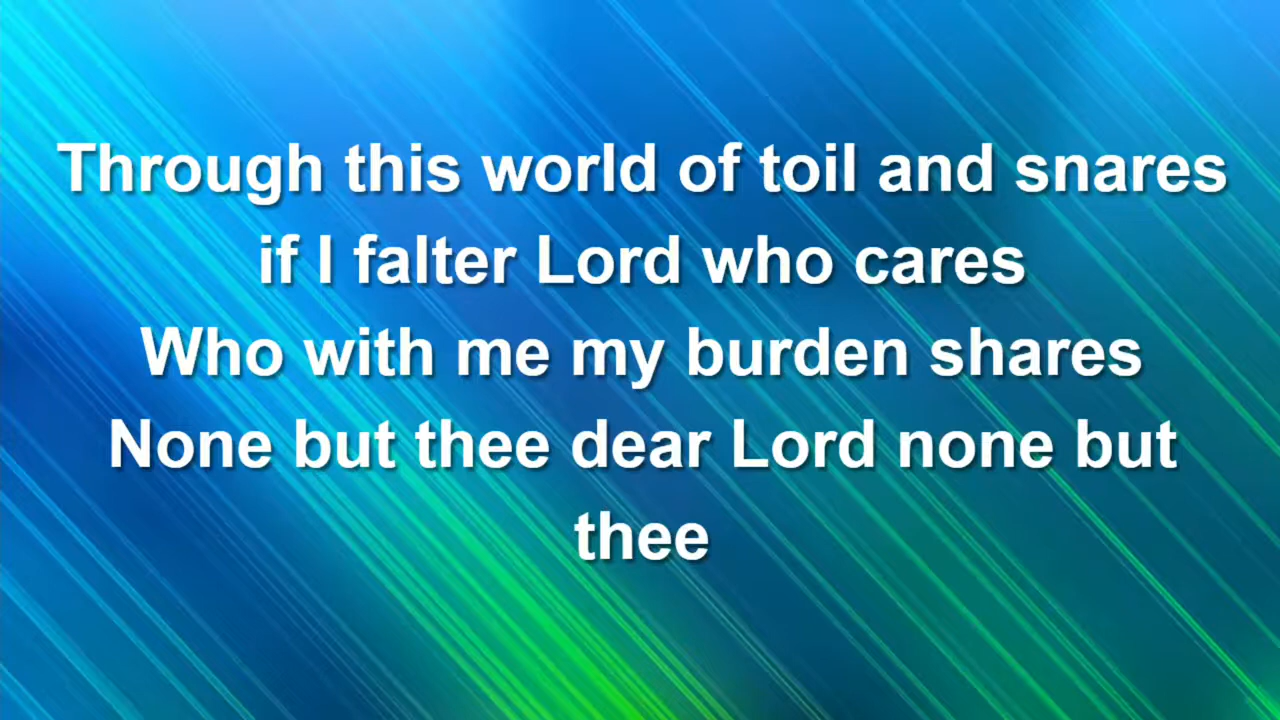 Through this world of toil and snares
if I falter Lord who cares
Who with me my burden shares
None but thee dear Lord none but
thee